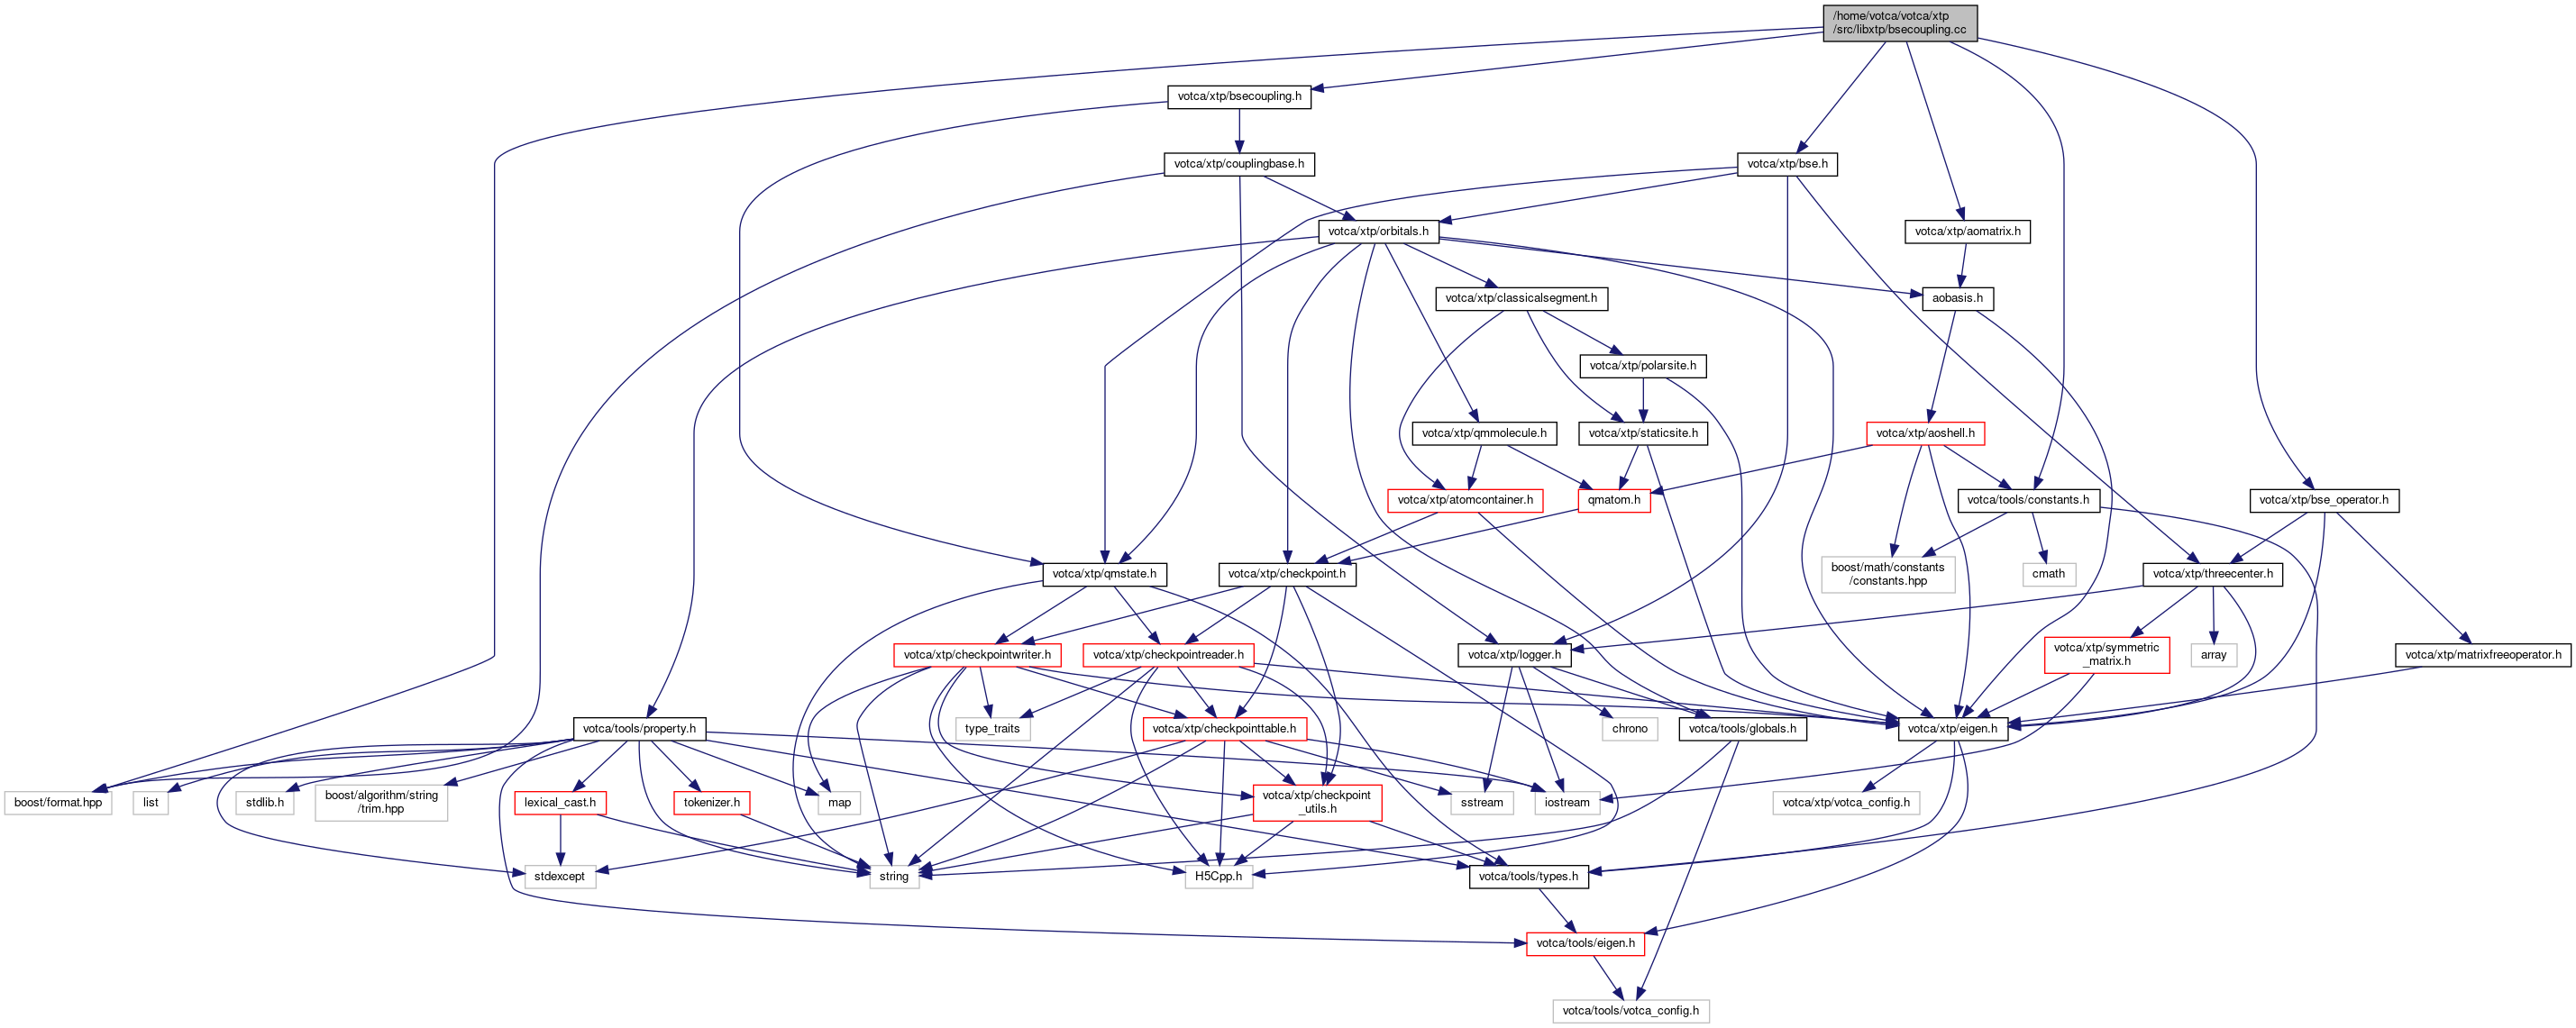 /home/votca/votca/xtp
/src/libxtp/bsecoupling.cc
votca/xtp/bsecoupling.h
votca/xtp/couplingbase.h
votca/xtp/bse.h
votca/xtp/orbitals.h
votca/xtp/aomatrix.h
votca/xtp/classicalsegment.h
aobasis.h
votca/xtp/polarsite.h
votca/xtp/qmmolecule.h
votca/xtp/staticsite.h
votca/xtp/aoshell.h
votca/xtp/atomcontainer.h
qmatom.h
votca/tools/constants.h
votca/xtp/bse_operator.h
votca/xtp/qmstate.h
votca/xtp/checkpoint.h
boost/math/constants
/constants.hpp
cmath
votca/xtp/threecenter.h
votca/xtp/checkpointwriter.h
votca/xtp/checkpointreader.h
votca/xtp/logger.h
votca/xtp/symmetric
_matrix.h
array
votca/xtp/matrixfreeoperator.h
votca/tools/property.h
type_traits
votca/xtp/checkpointtable.h
chrono
votca/tools/globals.h
votca/xtp/eigen.h
boost/format.hpp
list
stdlib.h
boost/algorithm/string
/trim.hpp
lexical_cast.h
tokenizer.h
map
votca/xtp/checkpoint
_utils.h
sstream
iostream
votca/xtp/votca_config.h
stdexcept
string
H5Cpp.h
votca/tools/types.h
votca/tools/eigen.h
votca/tools/votca_config.h